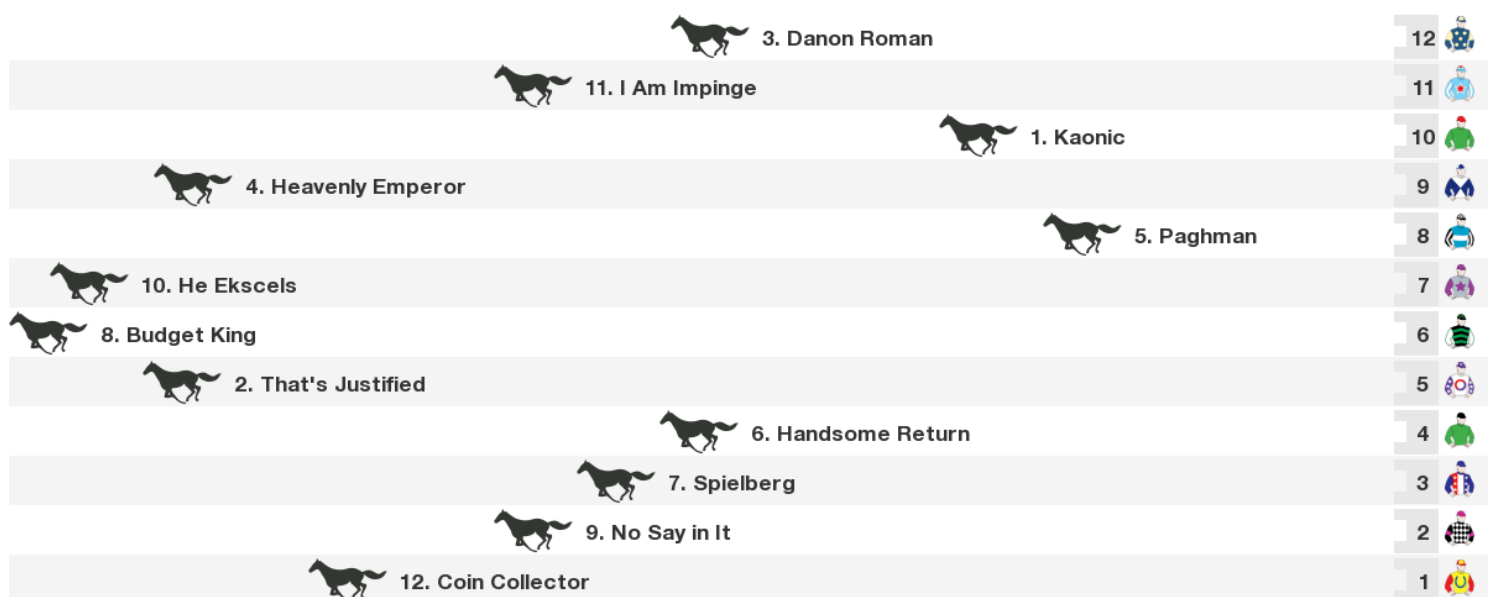 3. Danon Roman 12
11. I Am Impinge 11
1. Kaonic 10
4. Heavenly Emperor 9
5. Paghman 8
10. He Ekscels 7
8. Budget King 6
2. That's Justified 5
6. Handsome Return 4
7. Spielberg 3
9. No Say in It 2
12. Coin Collector 1